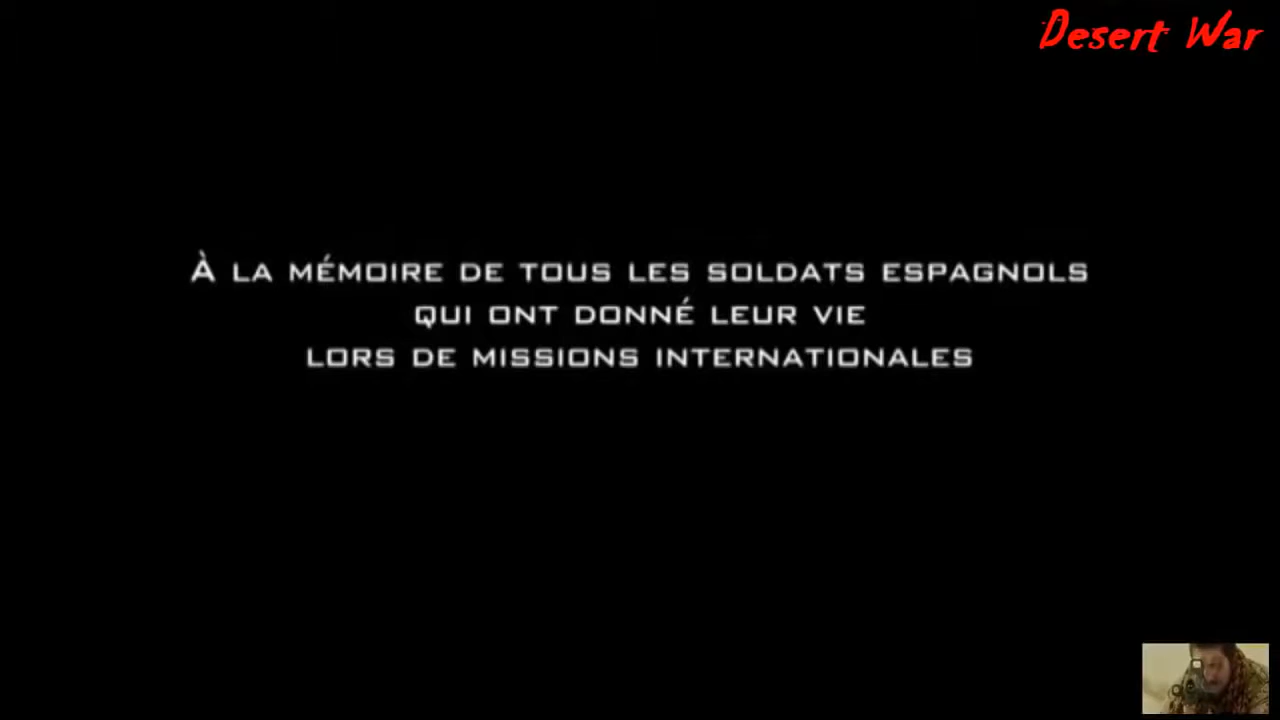 Desert War
À LA MÉMOIRE DE TOUS LES SOLDATS ESPAGNOLS
QUI ONT DONNÉ LEUR VIE
LORS DE MISSIONS INTERNATIONALES